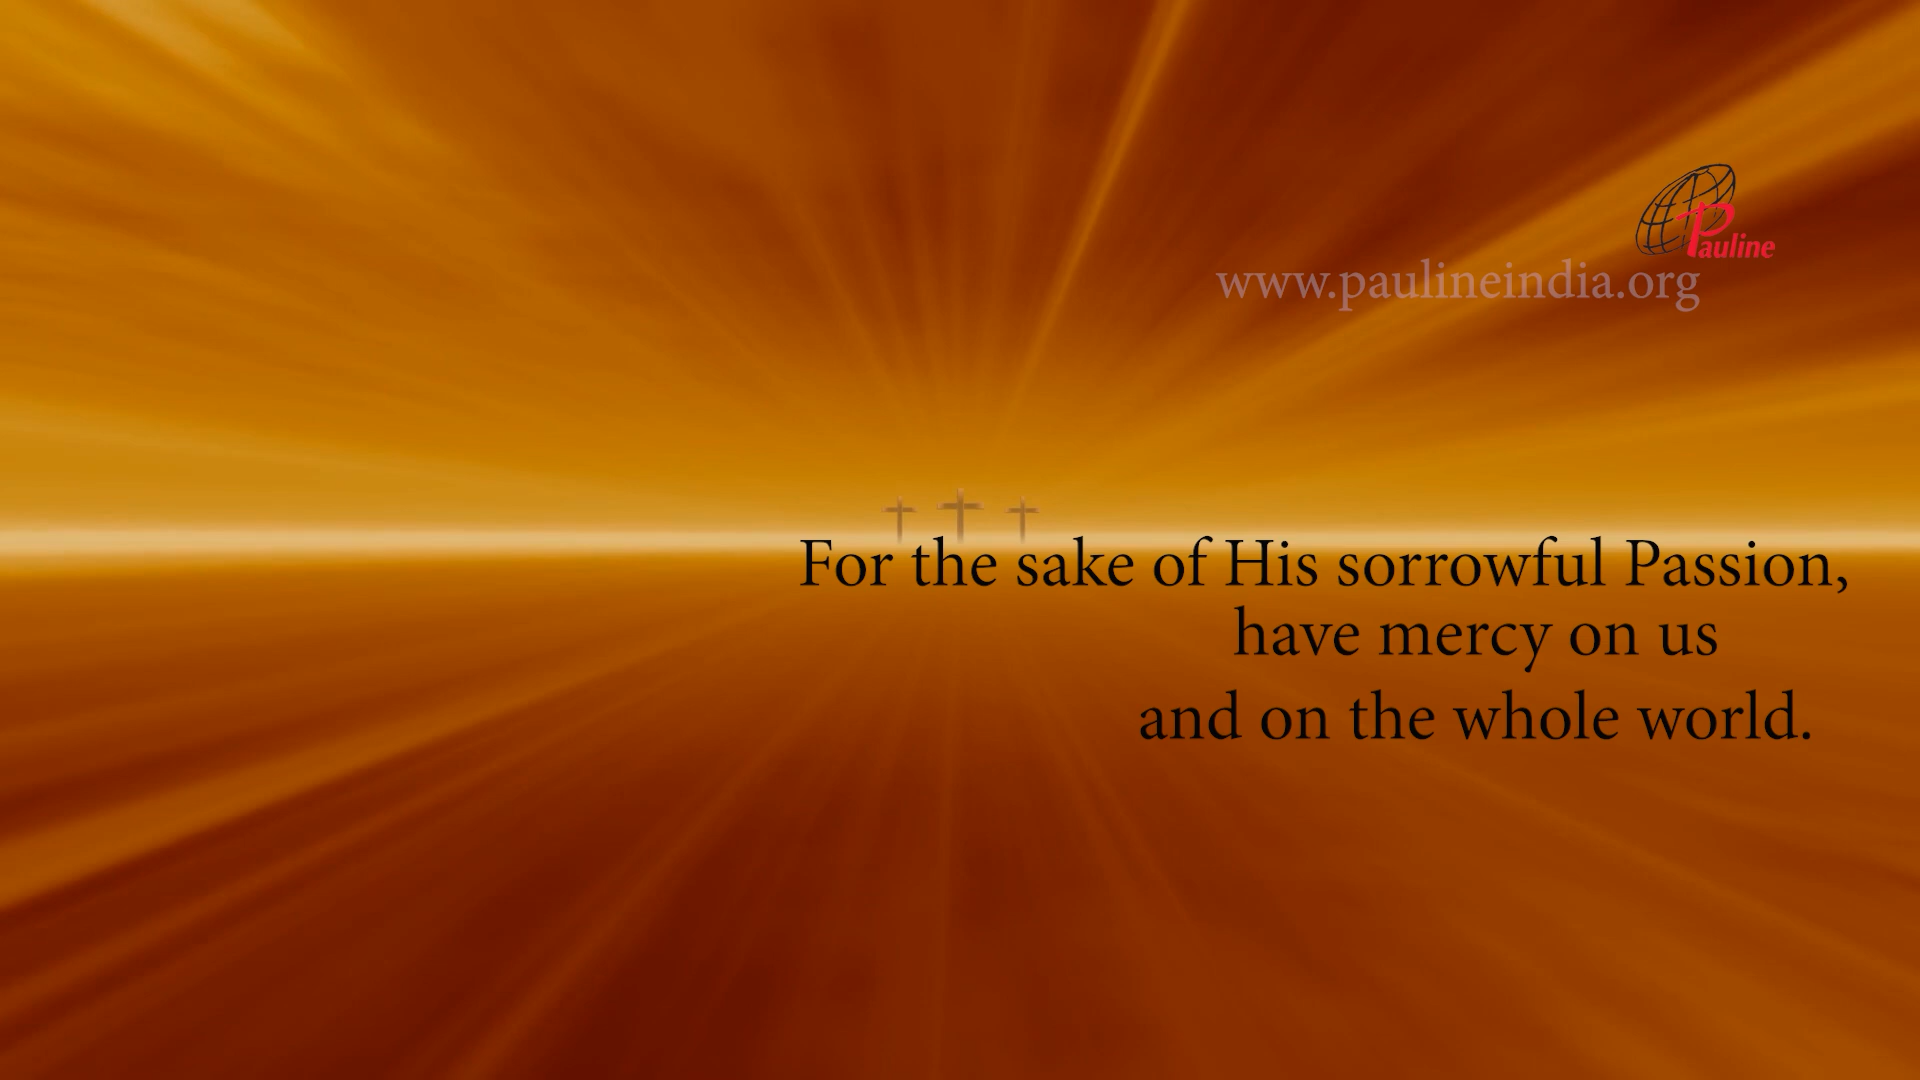 Pauline
www.paulineindia.org
For the sake of His sorrowful Passion,
have mercy on us
and on the whole world.